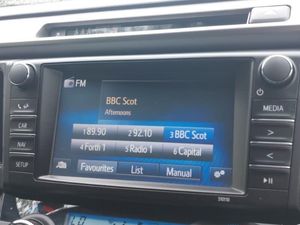 FM
BBC Scot
Afternoons
1 89.90
2 92.10
3 BBC Scot
4 Forth 1
5 Radio 1
6 Capital
Favourites
List
Manual
CAR
NAV
SETUP
MEDIA